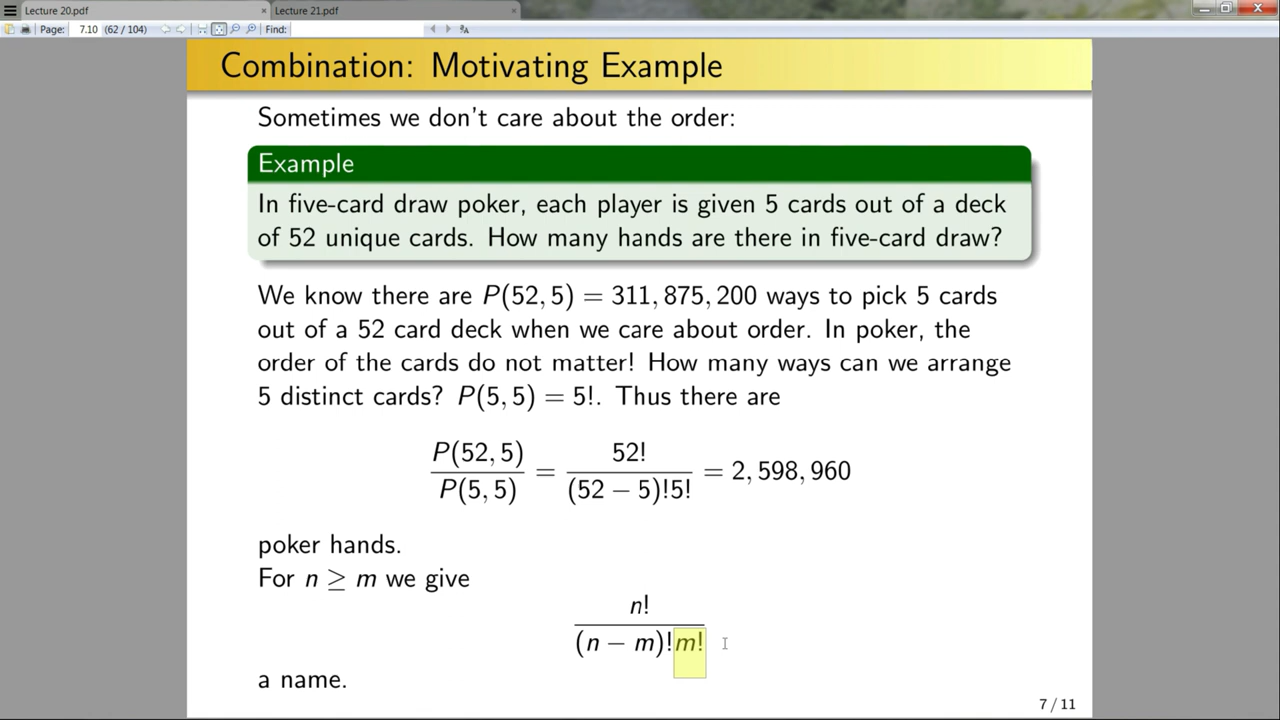 Lecture 20.pdf
Lecture 21.pdf
Page: 7.10 (62 / 104) Find:
Combination: Motivating Example
Sometimes we don't care about the order:
Example
In five-card draw poker, each player is given 5 cards out of a deck
of 52 unique cards. How many hands are there in five-card draw?
We know there are P(52, 5) = 311, 875, 200 ways to pick 5 cards
out of a 52 card deck when we care about order. In poker, the
order of the cards do not matter! How many ways can we arrange
5 distinct cards? P(5, 5) = 5!. Thus there are
P(52, 5) / P(5, 5) = 52! / (52 − 5)!5! = 2, 598, 960
poker hands.
For n ≥ m we give
n!
(n − m)!m!
a name.
7 / 11